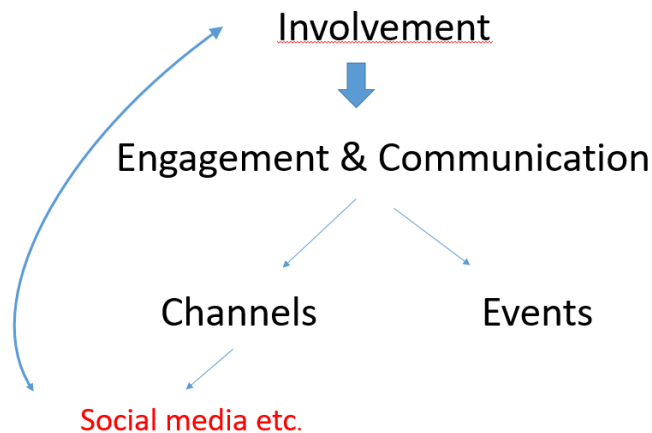 Involvement
Engagement & Communication
Channels
Events
Social media etc.